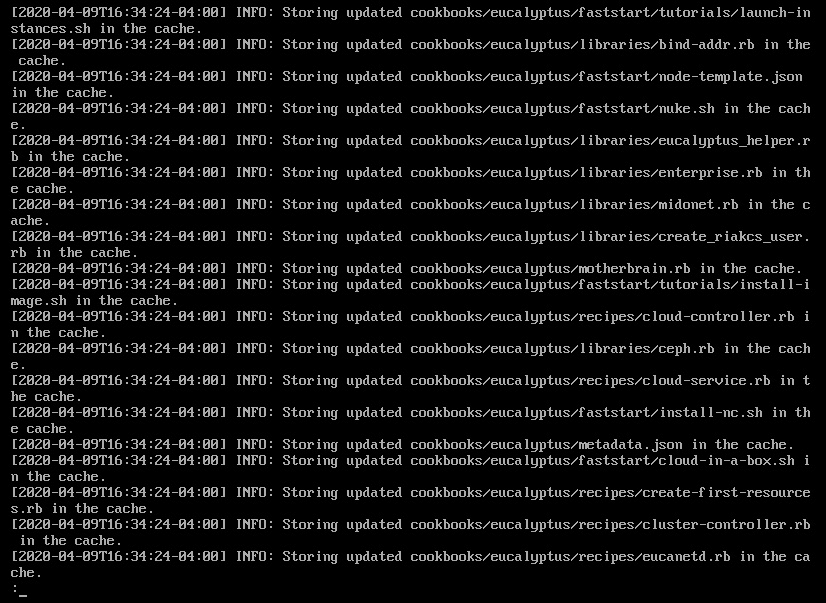 [2020-04-09T16:34:24-04:00] INFO: Storing updated cookbooks/eucalyptus/faststart/tutorials/launch-in
stances.sh in the cache.
[2020-04-09T16:34:24-04:00] INFO: Storing updated cookbooks/eucalyptus/libraries/bind-addr.rb in the
 cache.
[2020-04-09T16:34:24-04:00] INFO: Storing updated cookbooks/eucalyptus/faststart/node-template.json
in the cache.
[2020-04-09T16:34:24-04:00] INFO: Storing updated cookbooks/eucalyptus/faststart/nuke.sh in the cach
e.
[2020-04-09T16:34:24-04:00] INFO: Storing updated cookbooks/eucalyptus/libraries/eucalyptus_helper.r
b in the cache.
[2020-04-09T16:34:24-04:00] INFO: Storing updated cookbooks/eucalyptus/libraries/enterprise.rb in th
e cache.
[2020-04-09T16:34:24-04:00] INFO: Storing updated cookbooks/eucalyptus/libraries/midonet.rb in the c
ache.
[2020-04-09T16:34:24-04:00] INFO: Storing updated cookbooks/eucalyptus/libraries/create_riakcs_user.
rb in the cache.
[2020-04-09T16:34:24-04:00] INFO: Storing updated cookbooks/eucalyptus/motherbrain.rb in the cache.
[2020-04-09T16:34:24-04:00] INFO: Storing updated cookbooks/eucalyptus/faststart/tutorials/install-i
mage.sh in the cache.
[2020-04-09T16:34:24-04:00] INFO: Storing updated cookbooks/eucalyptus/recipes/cloud-controller.rb i
n the cache.
[2020-04-09T16:34:24-04:00] INFO: Storing updated cookbooks/eucalyptus/libraries/ceph.rb in the cach
e.
[2020-04-09T16:34:24-04:00] INFO: Storing updated cookbooks/eucalyptus/recipes/cloud-service.rb in t
he cache.
[2020-04-09T16:34:24-04:00] INFO: Storing updated cookbooks/eucalyptus/faststart/install-nc.sh in th
e cache.
[2020-04-09T16:34:24-04:00] INFO: Storing updated cookbooks/eucalyptus/metadata.json in the cache.
[2020-04-09T16:34:24-04:00] INFO: Storing updated cookbooks/eucalyptus/faststart/cloud-in-a-box.sh i
n the cache.
[2020-04-09T16:34:24-04:00] INFO: Storing updated cookbooks/eucalyptus/recipes/create-first-resource
s.rb in the cache.
[2020-04-09T16:34:24-04:00] INFO: Storing updated cookbooks/eucalyptus/recipes/cluster-controller.rb
 in the cache.
[2020-04-09T16:34:24-04:00] INFO: Storing updated cookbooks/eucalyptus/recipes/eucanetd.rb in the ca
che.
:_